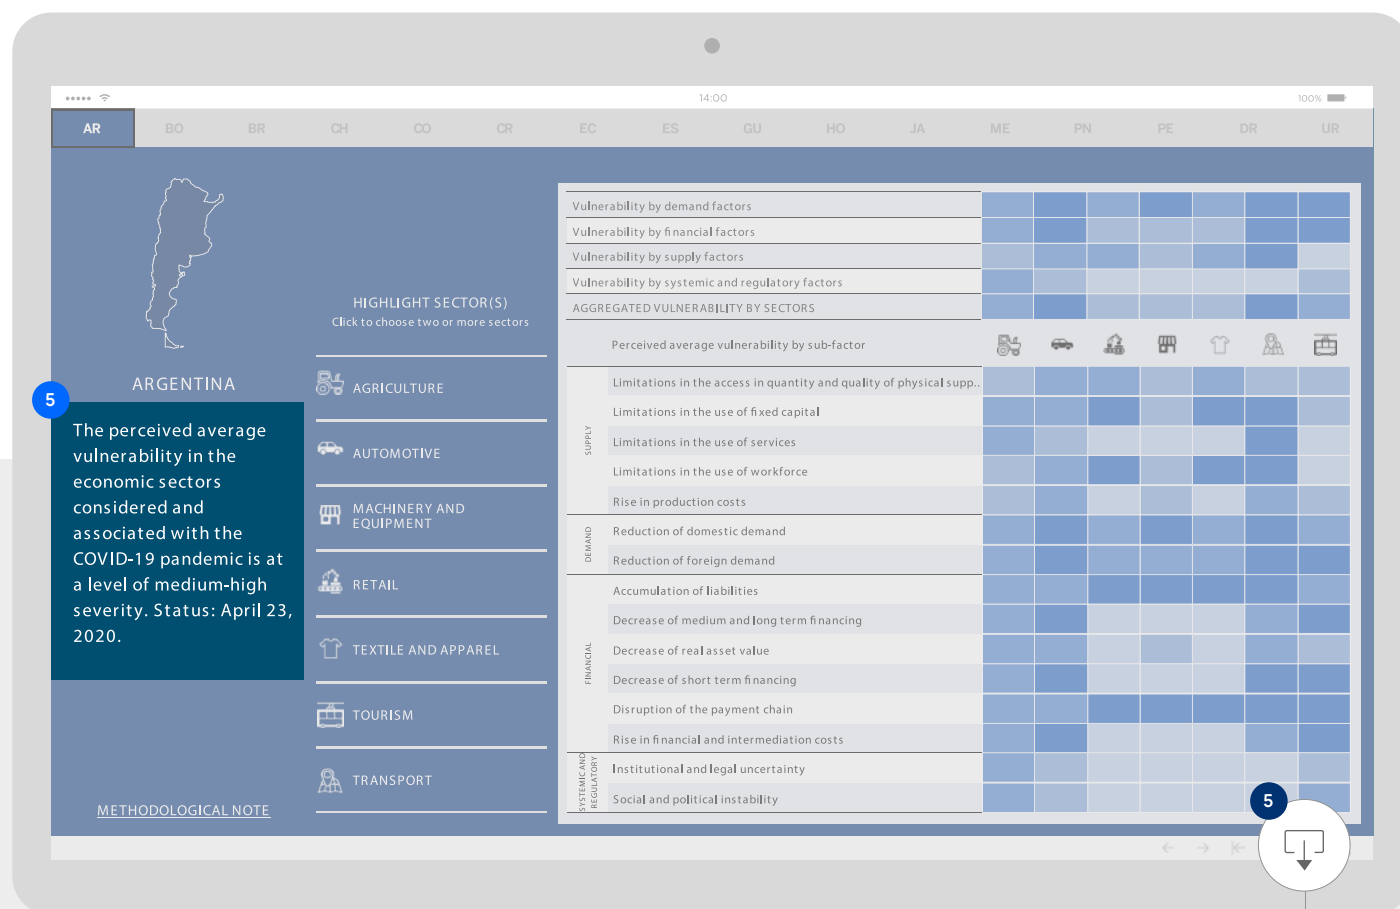 14:00
100%
AR BO BR CH CO CR EC ES GU HO JA ME PN PE DR UR
ARGENTINA
5
The perceived average
vulnerability in the
economic sectors
considered and
associated with the
COVID-19 pandemic is at
a level of medium-high
severity. Status: April 23,
2020.
METHODOLOGICAL NOTE
HIGHLIGHT SECTOR(S)
Click to choose two or more sectors
AGRICULTURE
AUTOMOTIVE
MACHINERY AND
EQUIPMENT
RETAIL
TEXTILE AND APPAREL
TOURISM
TRANSPORT
Vulnerability by demand factors
Vulnerability by financial factors
Vulnerability by supply factors
Vulnerability by systemic and regulatory factors
AGGREGATED VULNERABILITY BY SECTORS
Perceived average vulnerability by sub-factor
SUPPLY
Limitations in the access in quantity and quality of physical supp..
Limitations in the use of fixed capital
Limitations in the use of services
Limitations in the use of workforce
Rise in production costs
DEMAND
Reduction of domestic demand
Reduction of foreign demand
FINANCIAL
Accumulation of liabilities
Decrease of medium and long term financing
Decrease of real asset value
Decrease of short term financing
Disruption of the payment chain
Rise in financial and intermediation costs
SYSTEMIC AND
REGULATORY
Institutional and legal uncertainty
Social and political instability
5